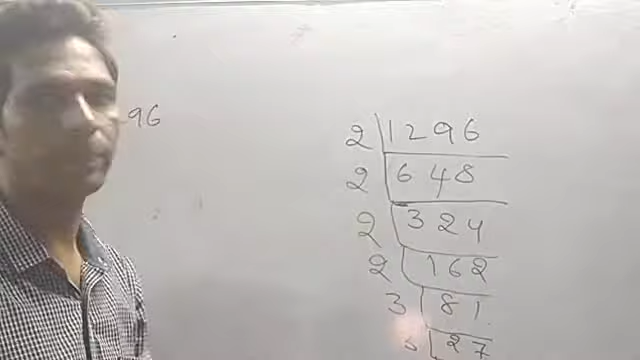 96
2 | 1296
2 | 648
2 | 324
2 | 162
3 | 81
27